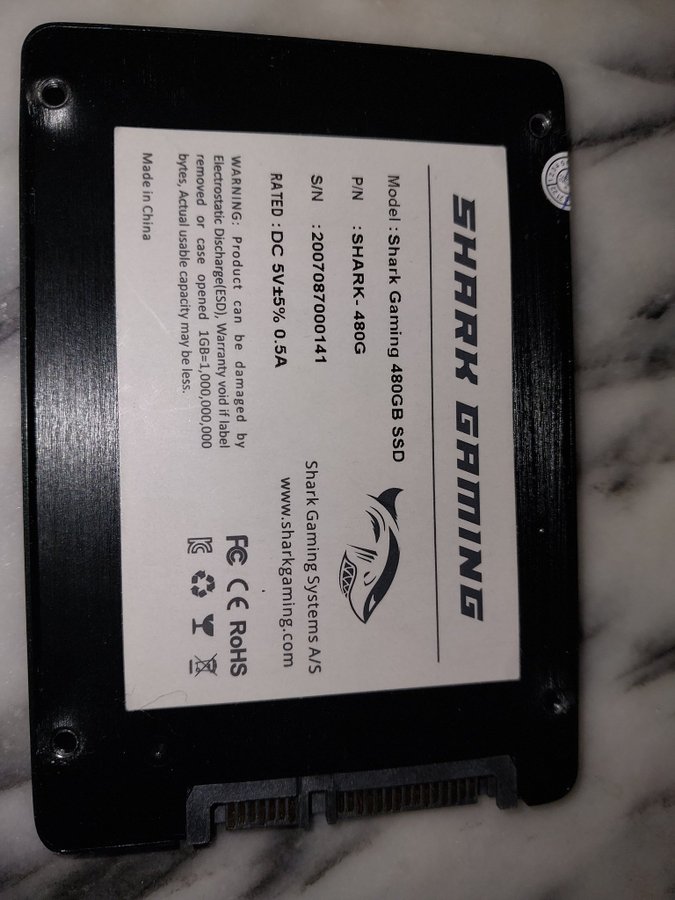 SHARK GAMING
Model : Shark Gaming 480GB SSD
P/N : SHARK- 480G
S/N : 2007087000141
RATED : DC 5V±5% 0.5A
Shark Gaming Systems A/S
www.sharkgaming.com
WARNING: Product can be damaged by
Electrostatic Discharge(ESD), Warranty void if label
removed or case opened 1GB=1,000,000,000
bytes, Actual usable capacity may be less.
FC CE RoHS
Made in China